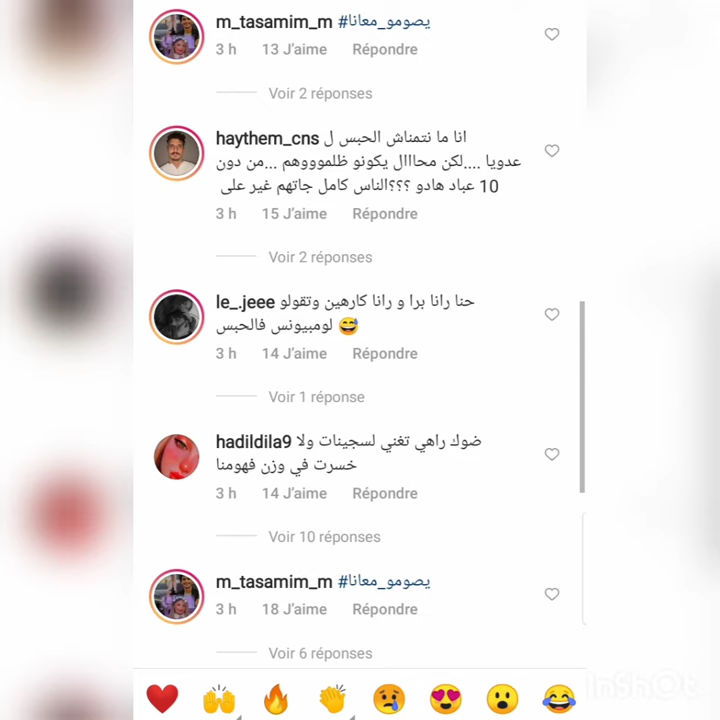 m_tasamim_m #يصومو_معانا
3 h 13 J’aime Répondre
Voir 2 réponses
haythem_cns انا ما نتمناش الحبس ل
عدويا ....لكن محااال يكونو ظلموووهم ...من دون
10 عباد هادو ؟؟؟الناس كامل جاتهم غير على
3 h 15 J’aime Répondre
Voir 2 réponses
le_.jeee حنا رانا برا و رانا كارهين وتقولو
لومبيونس فالحبس 😅
3 h 14 J’aime Répondre
Voir 1 réponse
hadildila9 ضوك راهي تغني لسجينات ولا
خسرت في وزن فهومنا
3 h 14 J’aime Répondre
Voir 10 réponses
m_tasamim_m #يصومو_معانا
3 h 18 J’aime Répondre
Voir 6 réponses
InShOt